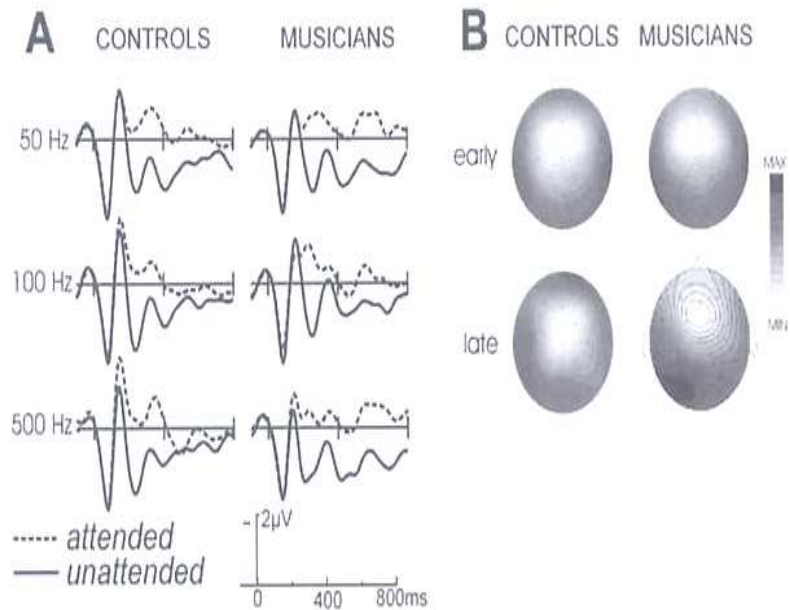 A CONTROLS MUSICIANS
50 Hz
100 Hz
500 Hz
attended
unattended
2µV
0 400 800ms
B CONTROLS MUSICIANS
early
late
MAX
MIN